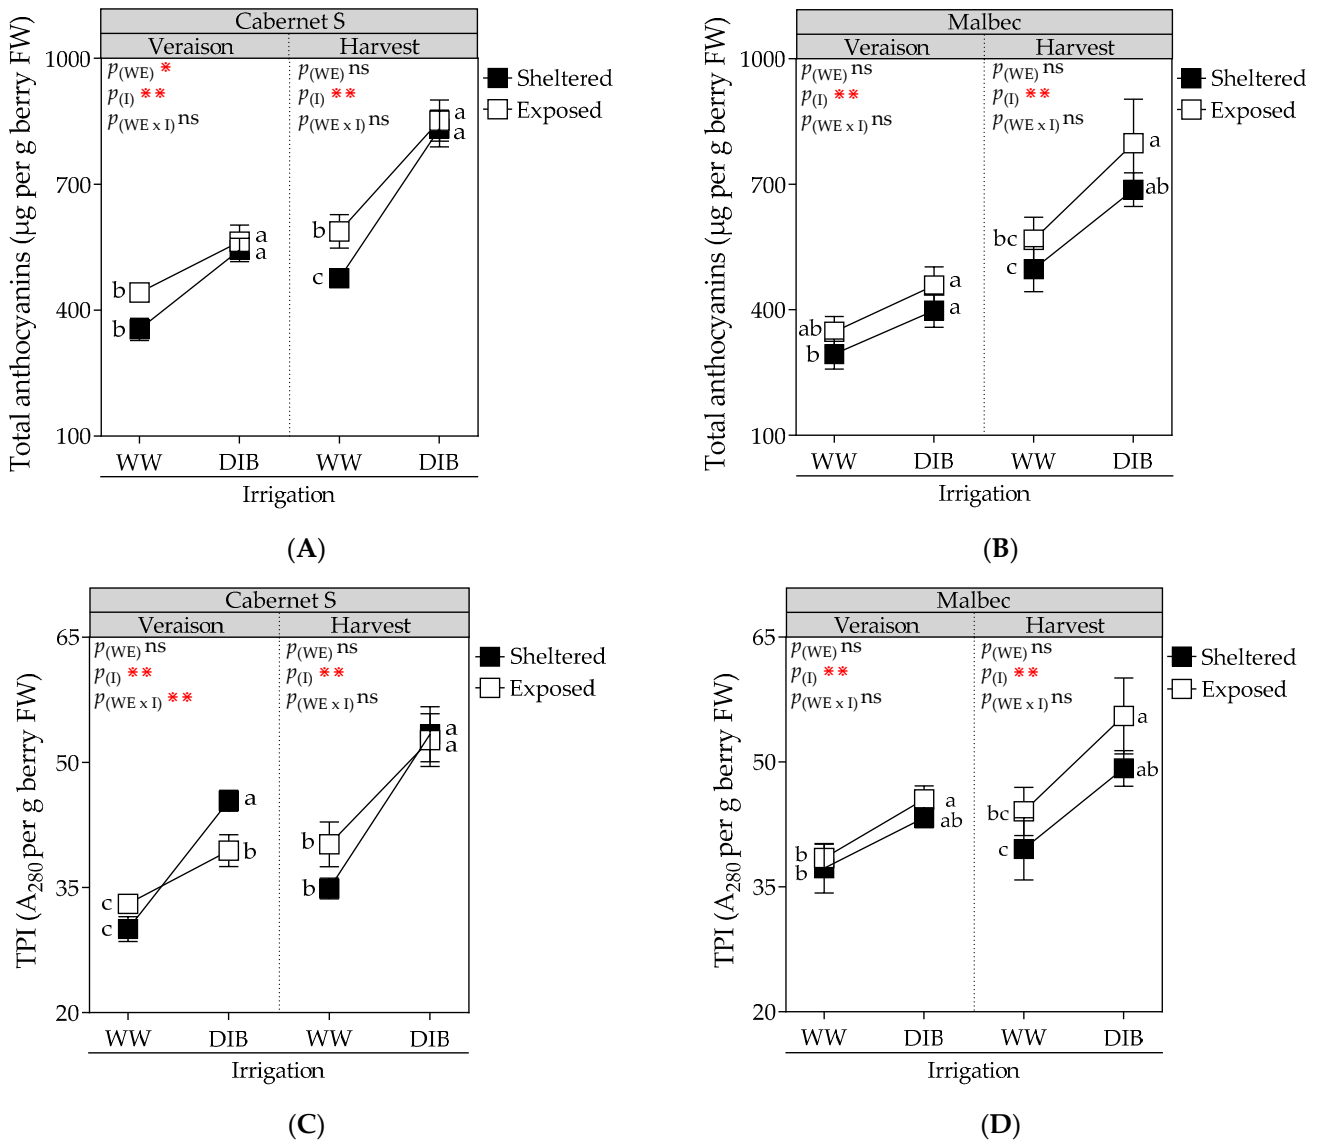 Cabernet S
Veraison Harvest
Total anthocyanins (µg per g berry FW)
1000
700
400
100
p(WE) *
p(I) **
p(WE x I) ns
p(WE) ns
p(I) **
p(WE x I) ns
Sheltered
Exposed
b
b
a
a
b
c
a
a
WW DIB WW DIB
Irrigation
(A)
Malbec
Veraison Harvest
Total anthocyanins (µg per g berry FW)
1000
700
400
100
p(WE) ns
p(I) **
p(WE x I) ns
p(WE) ns
p(I) **
p(WE x I) ns
Sheltered
Exposed
ab
b
a
a
bc
c
a
ab
WW DIB WW DIB
Irrigation
(B)
Cabernet S
Veraison Harvest
TPI (A280 per g berry FW)
65
50
35
20
p(WE) ns
p(I) **
p(WE x I) **
p(WE) ns
p(I) **
p(WE x I) ns
Sheltered
Exposed
c
c
a
b
b
b
a
a
WW DIB WW DIB
Irrigation
(C)
Malbec
Veraison Harvest
TPI (A280 per g berry FW)
65
50
35
20
p(WE) ns
p(I) **
p(WE x I) ns
p(WE) ns
p(I) **
p(WE x I) ns
Sheltered
Exposed
b
b
a
ab
bc
c
a
ab
WW DIB WW DIB
Irrigation
(D)